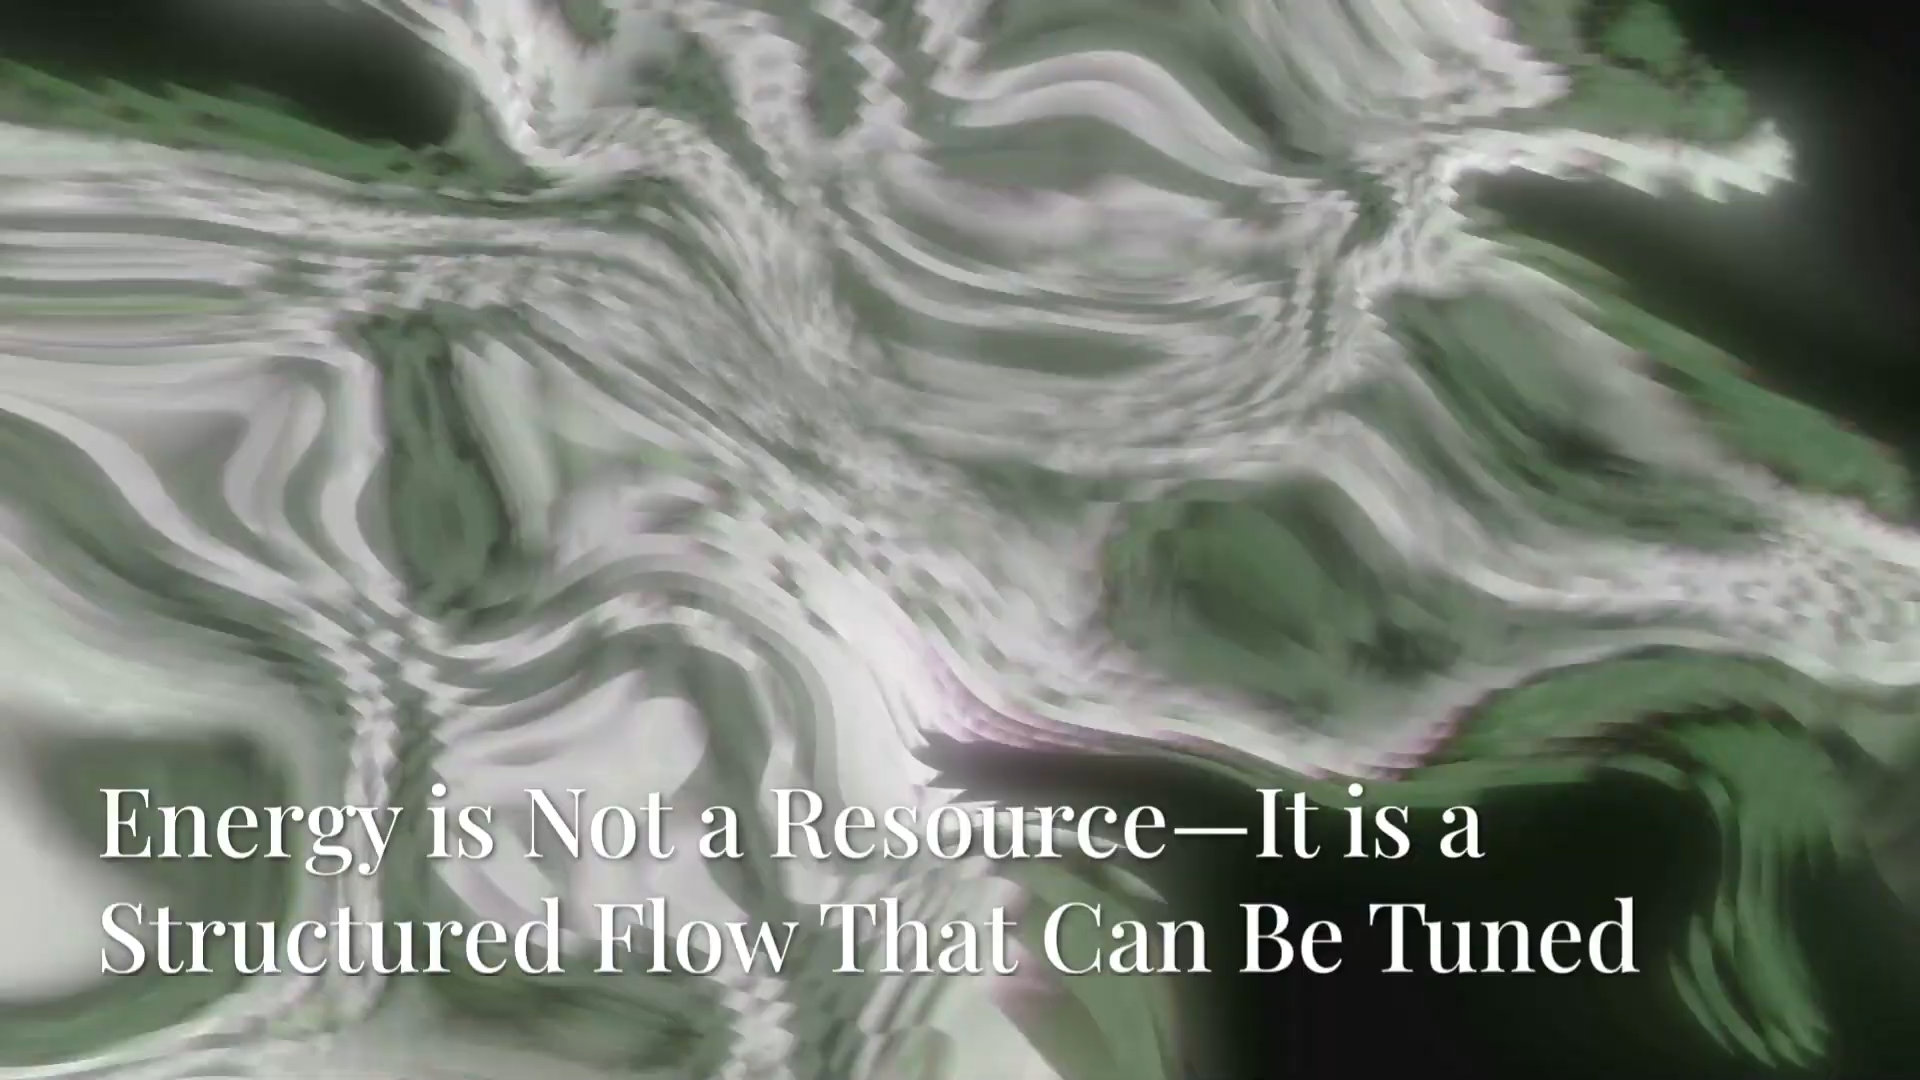 Energy is Not a Resource—It is a
Structured Flow That Can Be Tuned